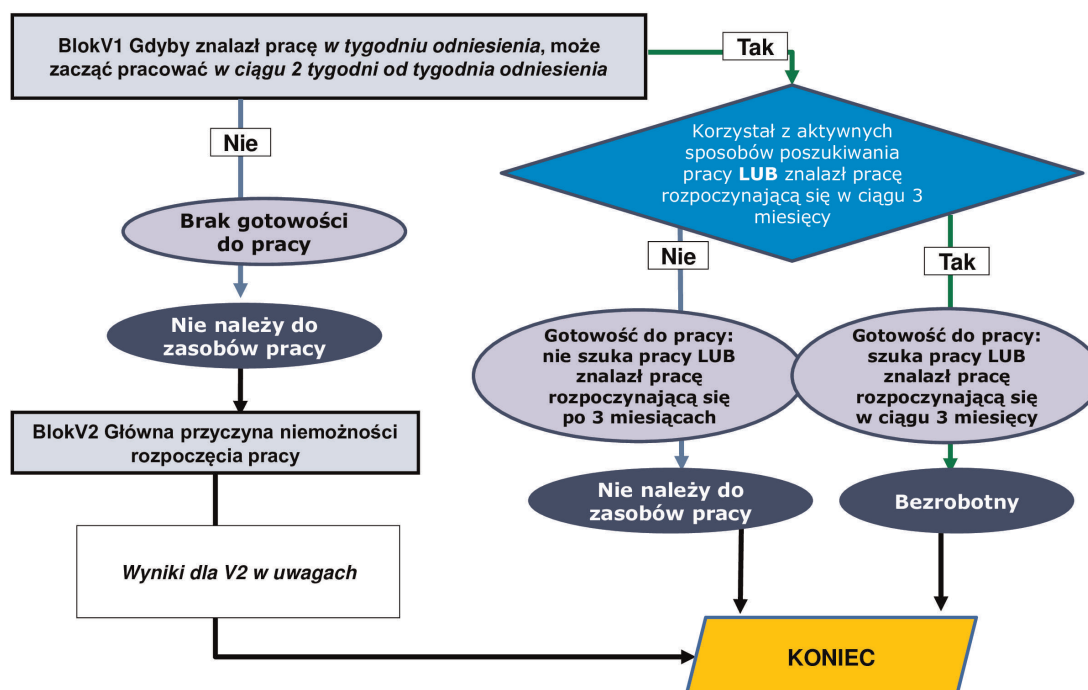 BlokV1 Gdyby znalazł pracę w tygodniu odniesienia, może
zacząć pracować w ciągu 2 tygodni od tygodnia odniesienia
Tak
Nie
Korzystał z aktywnych
sposobów poszukiwania
pracy LUB znalazł pracę
rozpoczynającą się w ciągu 3
miesięcy
Brak gotowości
do pracy
Nie
Tak
Nie należy do
zasobów pracy
Gotowość do pracy:
nie szuka pracy LUB
znalazł pracę
rozpoczynającą się
po 3 miesiącach
Gotowość do pracy:
szuka pracy LUB
znalazł pracę
rozpoczynającą się
w ciągu 3 miesięcy
BlokV2 Główna przyczyna niemożności
rozpoczęcia pracy
Nie należy do
zasobów pracy
Bezrobotny
Wyniki dla V2 w uwagach
KONIEC